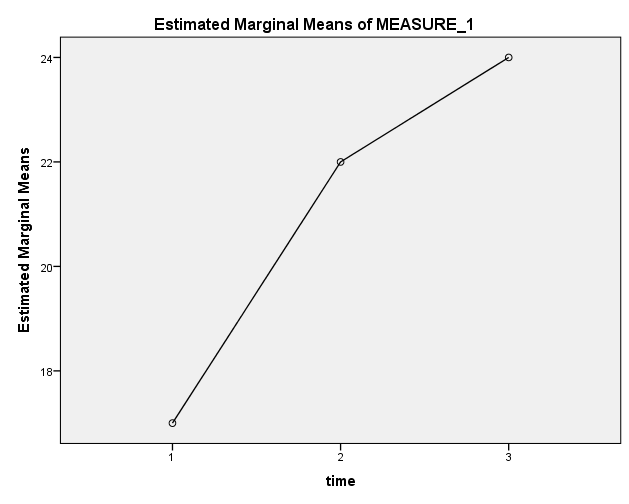 Estimated Marginal Means of MEASURE_1
Estimated Marginal Means
24
22
20
18
1 2 3
time